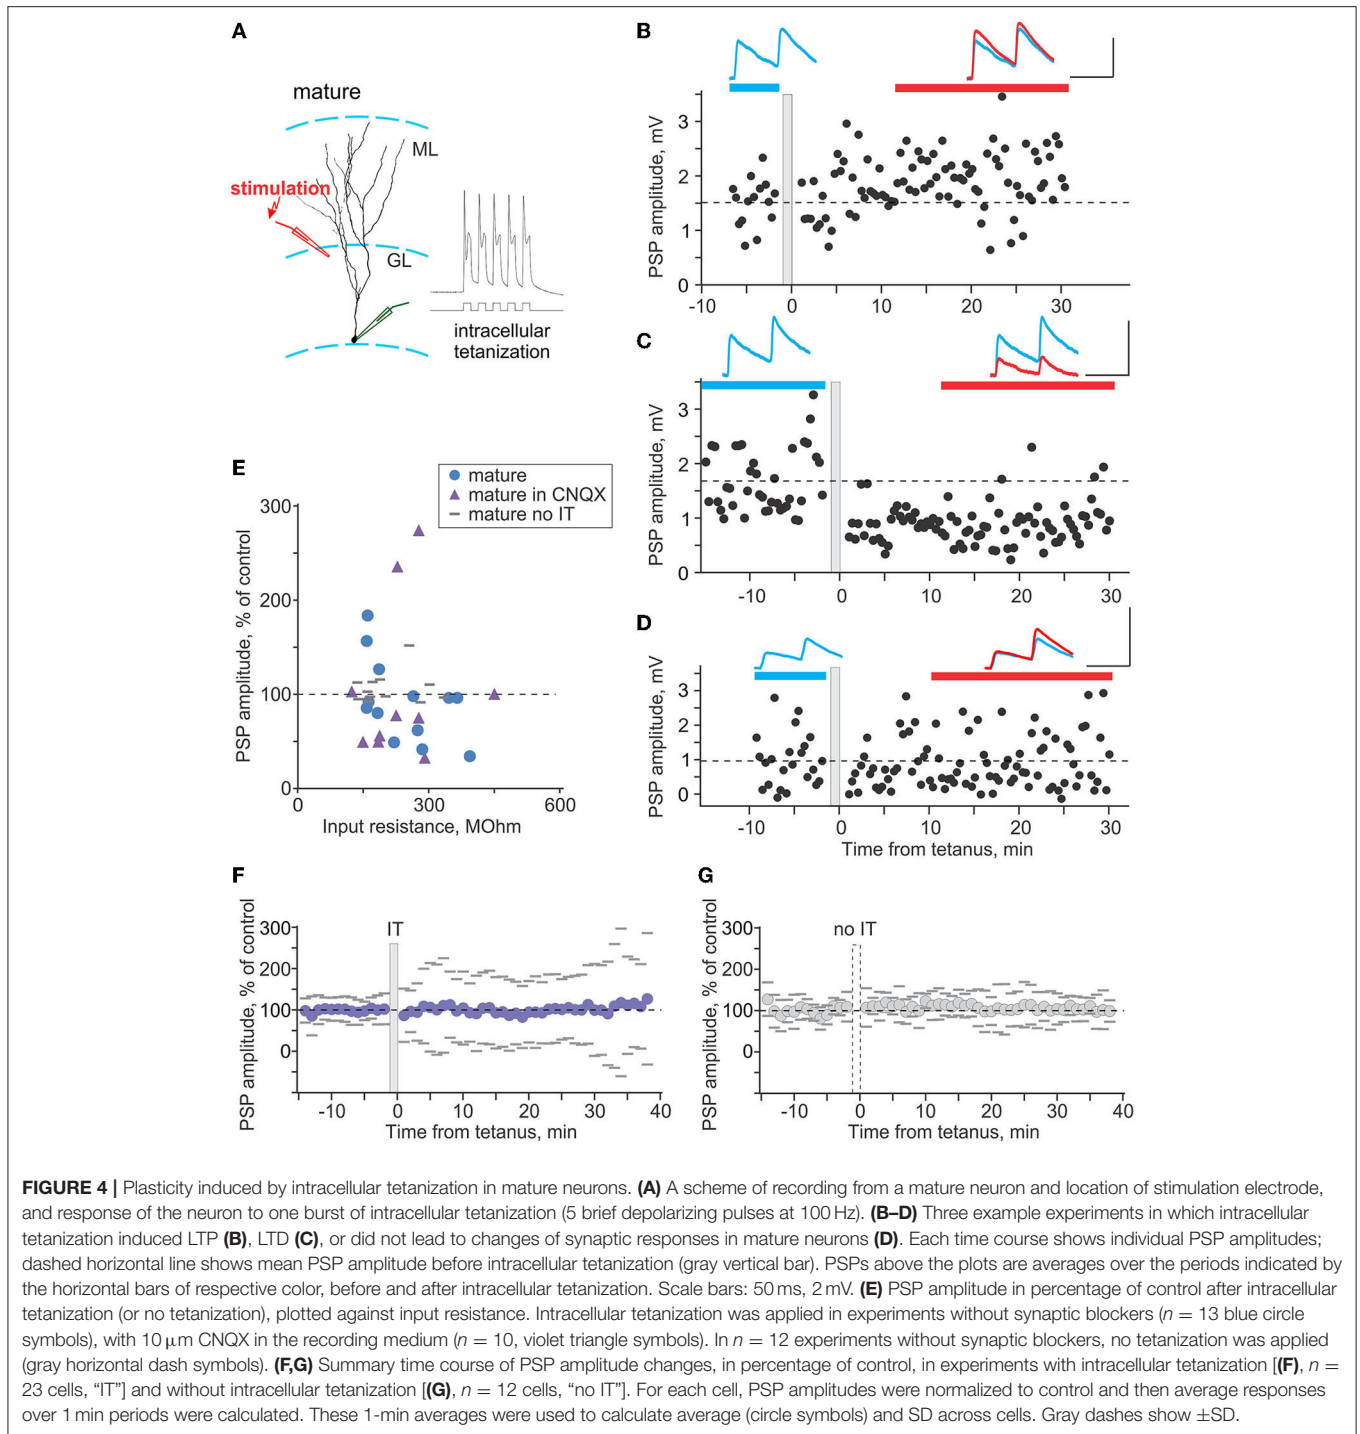 A
mature
ML
stimulation
GL
intracellular
tetanization
B
PSP amplitude, mV
3
2
1
0
-10
0
10
20
30
C
PSP amplitude, mV
3
2
1
0
-10
0
10
20
30
D
PSP amplitude, mV
3
2
1
0
-10
0
10
20
30
Time from tetanus, min
E
mature
mature in CNQX
mature no IT
PSP amplitude, % of control
300
200
100
0
0
300
600
Input resistance, MOhm
F
PSP amplitude, % of control
300
200
100
0
IT
-10
0
10
20
30
40
Time from tetanus, min
G
PSP amplitude, % of control
300
200
100
0
no IT
-10
0
10
20
30
40
Time from tetanus, min
FIGURE 4 | Plasticity induced by intracellular tetanization in mature neurons. (A) A scheme of recording from a mature neuron and location of stimulation electrode,
and response of the neuron to one burst of intracellular tetanization (5 brief depolarizing pulses at 100 Hz). (B–D) Three example experiments in which intracellular
tetanization induced LTP (B), LTD (C), or did not lead to changes of synaptic responses in mature neurons (D). Each time course shows individual PSP amplitudes;
dashed horizontal line shows mean PSP amplitude before intracellular tetanization (gray vertical bar). PSPs above the plots are averages over the periods indicated by
the horizontal bars of respective color, before and after intracellular tetanization. Scale bars: 50 ms, 2 mV. (E) PSP amplitude in percentage of control after intracellular
tetanization (or no tetanization), plotted against input resistance. Intracellular tetanization was applied in experiments without synaptic blockers (n = 13 blue circle
symbols), with 10 μm CNQX in the recording medium (n = 10, violet triangle symbols). In n = 12 experiments without synaptic blockers, no tetanization was applied
(gray horizontal dash symbols). (F,G) Summary time course of PSP amplitude changes, in percentage of control, in experiments with intracellular tetanization [(F), n =
23 cells, “IT”] and without intracellular tetanization [(G), n = 12 cells, “no IT”]. For each cell, PSP amplitudes were normalized to control and then average responses
over 1 min periods were calculated. These 1-min averages were used to calculate average (circle symbols) and SD across cells. Gray dashes show ±SD.